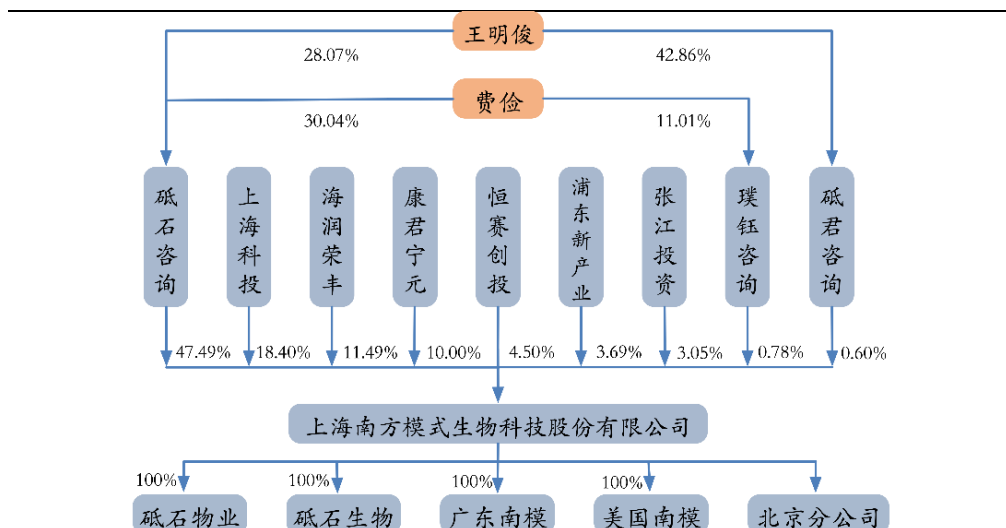 王明俊
28.07% 42.86%
费俭
30.04% 11.01%
砥石咨询
上海科投
海润荣丰
康君宁元
恒赛创投
浦东新产业
张江投资
璞钰咨询
砥君咨询
47.49% 18.40% 11.49% 10.00% 4.50% 3.69% 3.05% 0.78% 0.60%
上海南方模式生物科技股份有限公司
100% 100% 100% 100%
砥石物业 砥石生物 广东南模 美国南模 北京分公司